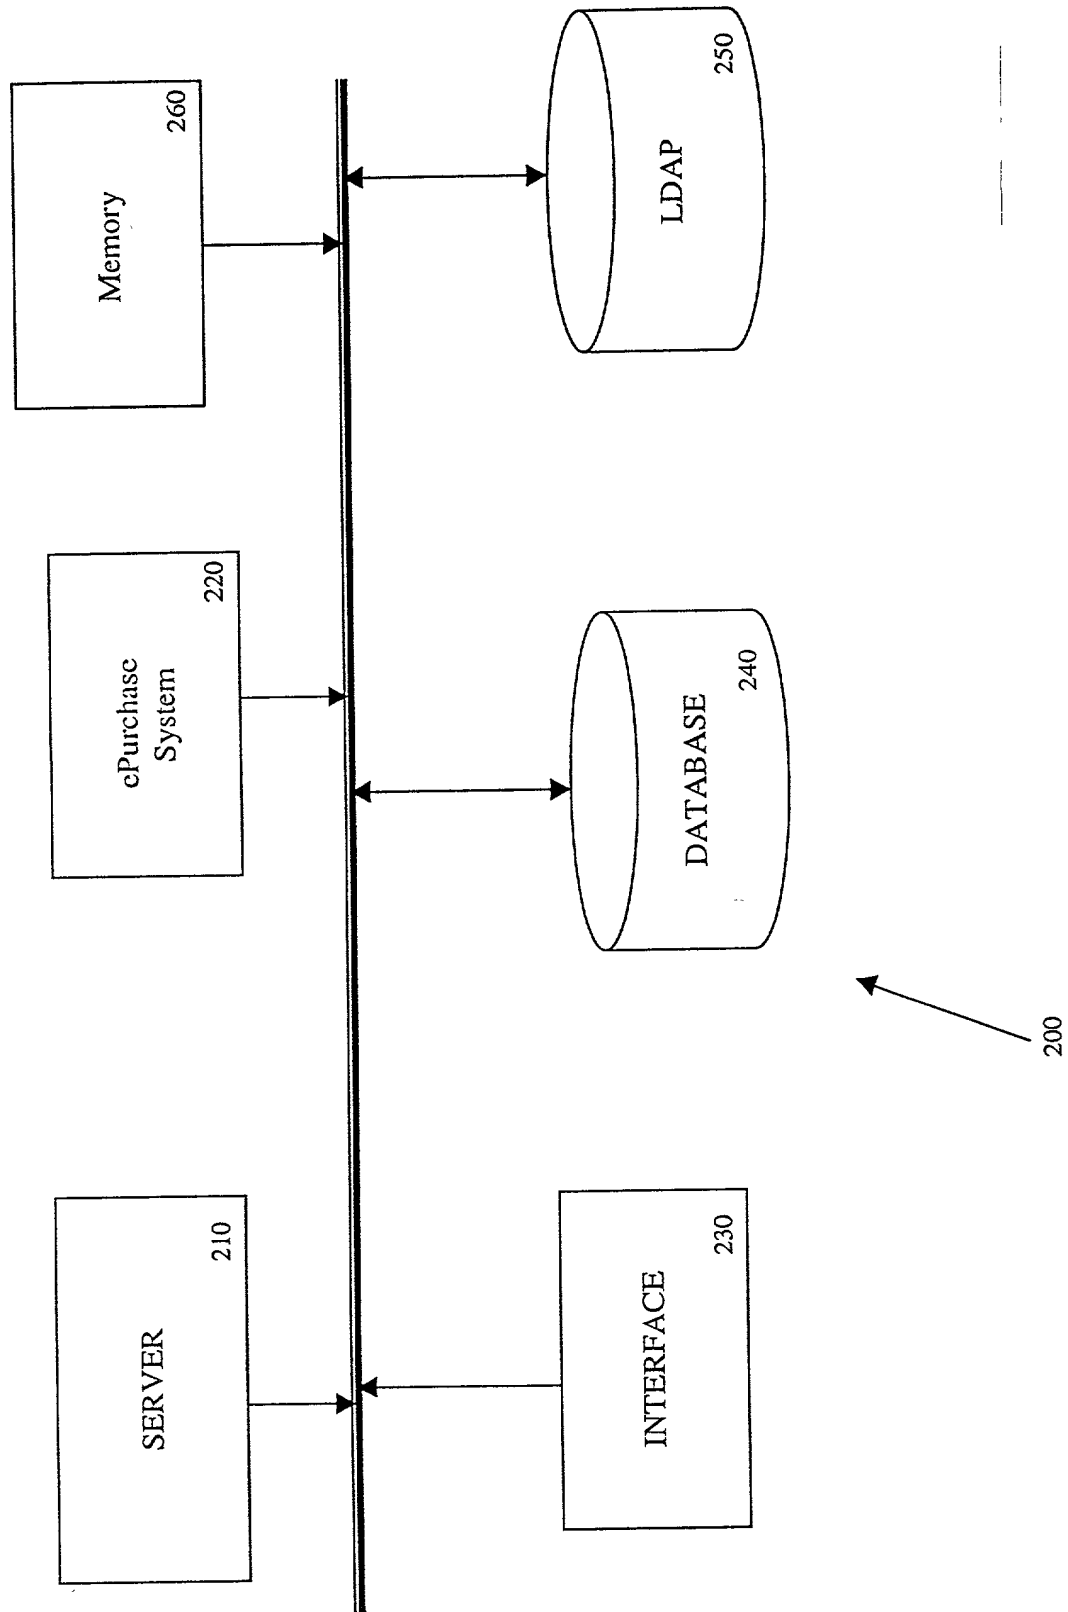 SERVER
210
ePurchase
System
220
Memory
260
INTERFACE
230
DATABASE
240
LDAP
250
200